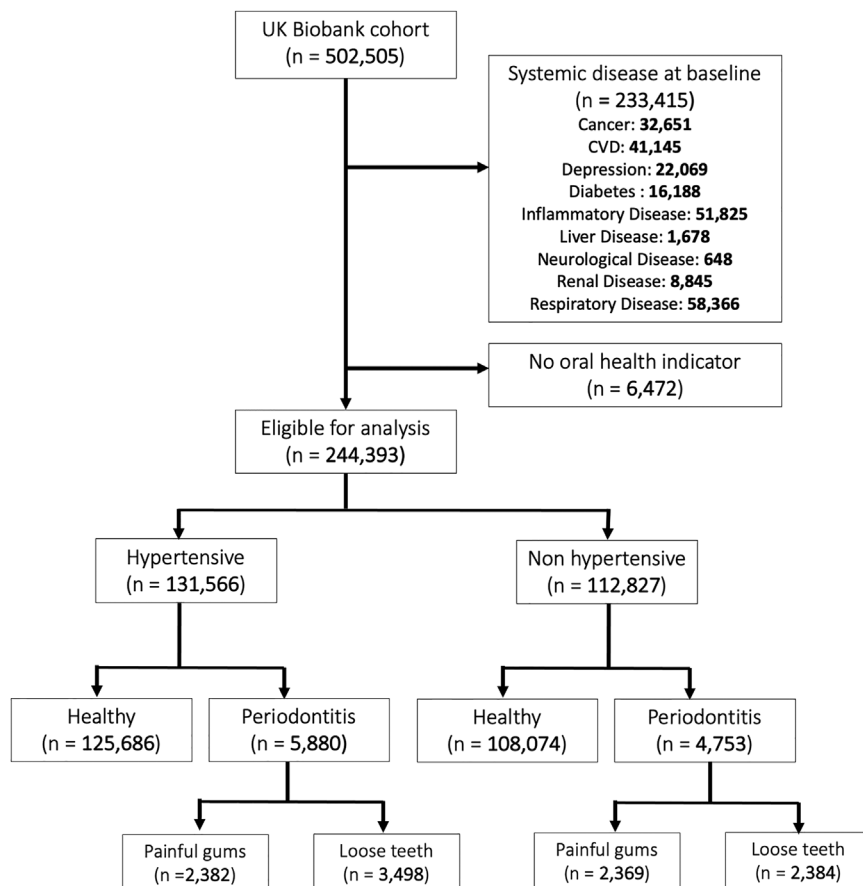 UK Biobank cohort
(n = 502,505)
Systemic disease at baseline
(n = 233,415)
Cancer: 32,651
CVD: 41,145
Depression: 22,069
Diabetes : 16,188
Inflammatory Disease: 51,825
Liver Disease: 1,678
Neurological Disease: 648
Renal Disease: 8,845
Respiratory Disease: 58,366
No oral health indicator
(n = 6,472)
Eligible for analysis
(n = 244,393)
Hypertensive
(n = 131,566)
Non hypertensive
(n = 112,827)
Healthy
(n = 125,686)
Periodontitis
(n = 5,880)
Healthy
(n = 108,074)
Periodontitis
(n = 4,753)
Painful gums
(n =2,382)
Loose teeth
(n = 3,498)
Painful gums
(n = 2,369)
Loose teeth
(n = 2,384)